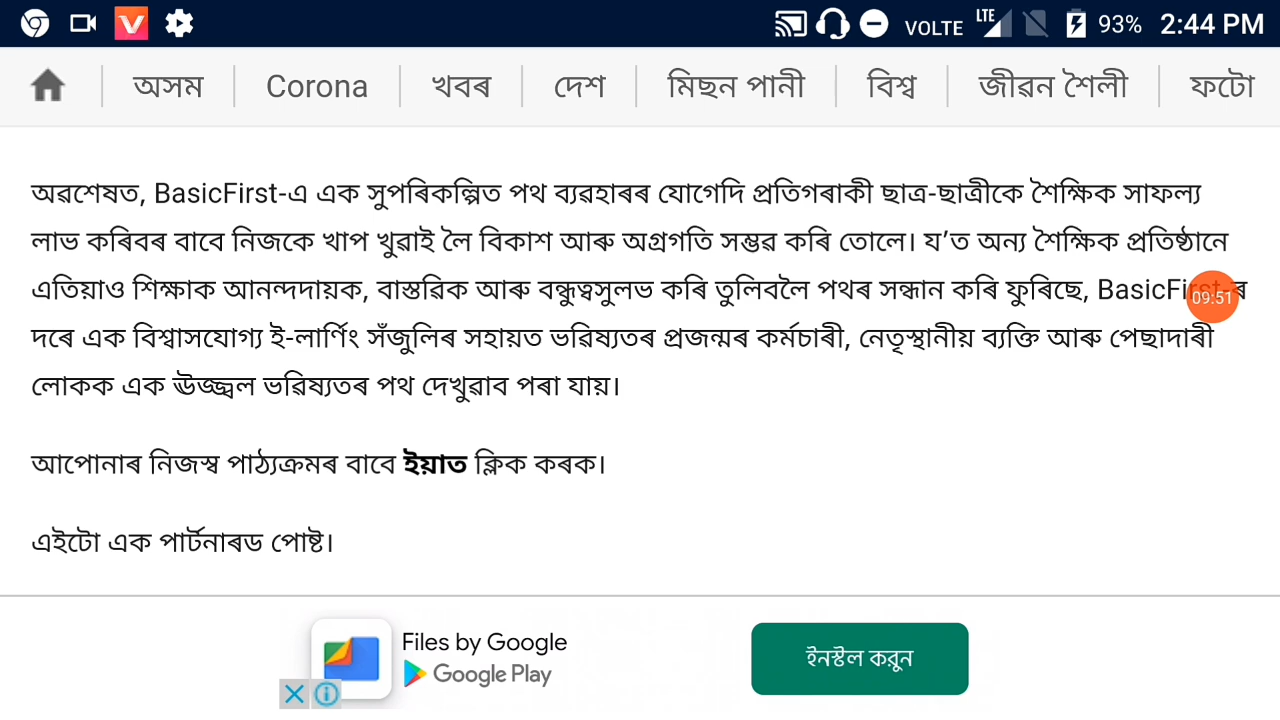 VOLTE LTE 93% 2:44 PM
অসম Corona খবৰ দেশ মিছন পানী বিশ্ব জীৱন শৈলী ফটো
অৱশেষত, BasicFirst-এ এক সুপৰিকল্পিত পথ ব্যৱহাৰৰ যোগেদি প্ৰতিগৰাকী ছাত্ৰ-ছাত্ৰীকে শৈক্ষিক সাফল্য
লাভ কৰিবৰ বাবে নিজকে খাপ খুৱাই লৈ বিকাশ আৰু অগ্ৰগতি সম্ভৱ কৰি তোলে। য’ত অন্য শৈক্ষিক প্ৰতিষ্ঠানে
এতিয়াও শিক্ষাক আনন্দদায়ক, বাস্তৱিক আৰু বন্ধুত্বসুলভ কৰি তুলিবলৈ পথৰ সন্ধান কৰি ফুৰিছে, BasicFirst-ৰ
09:51
দৰে এক বিশ্বাসযোগ্য ই-লাৰ্ণিং সঁজুলিৰ সহায়ত ভৱিষ্যতৰ প্ৰজন্মৰ কৰ্মচাৰী, নেতৃস্থানীয় ব্যক্তি আৰু পেছাদাৰী
লোকক এক ঊজ্জ্বল ভৱিষ্যতৰ পথ দেখুৱাব পৰা যায়।
আপোনাৰ নিজস্ব পাঠ্যক্ৰমৰ বাবে ইয়াত ক্লিক কৰক।
এইটো এক পাৰ্টনাৰড পোষ্ট।
Files by Google
Google Play
ইনস্টল করুন